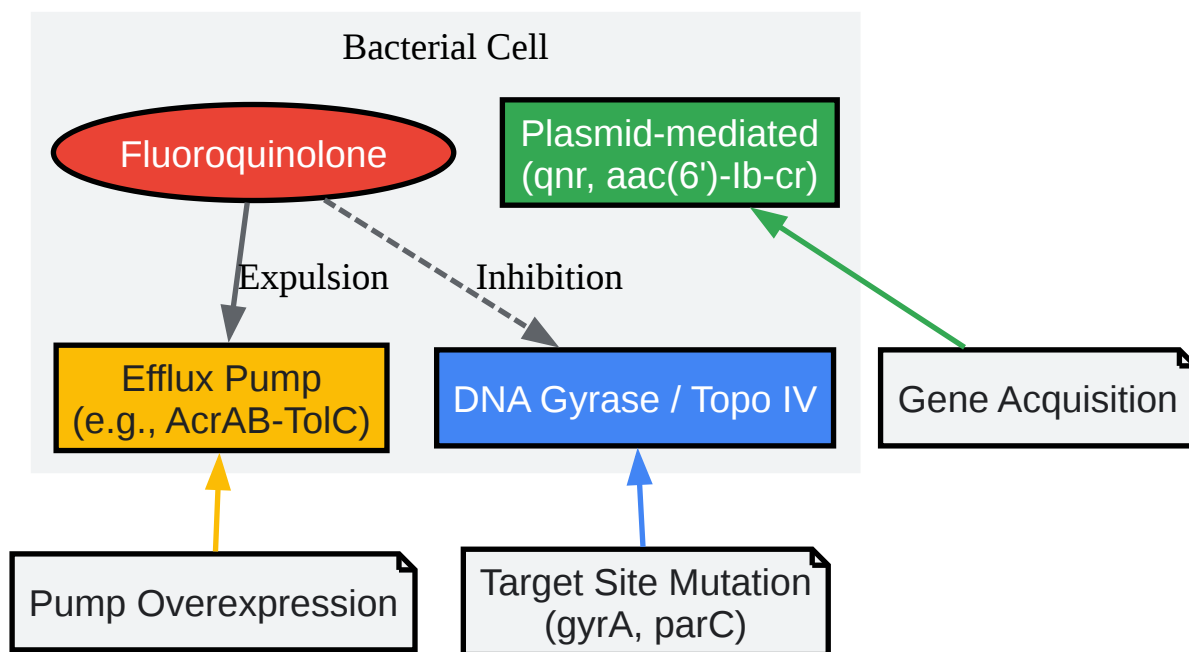 Bacterial Cell
Fluoroquinolone
Plasmid-mediated
(qnr, aac(6')-Ib-cr)
Expulsion
Inhibition
Efflux Pump
(e.g., AcrAB-TolC)
DNA Gyrase / Topo IV
Gene Acquisition
Pump Overexpression
Target Site Mutation
(gyrA, parC)